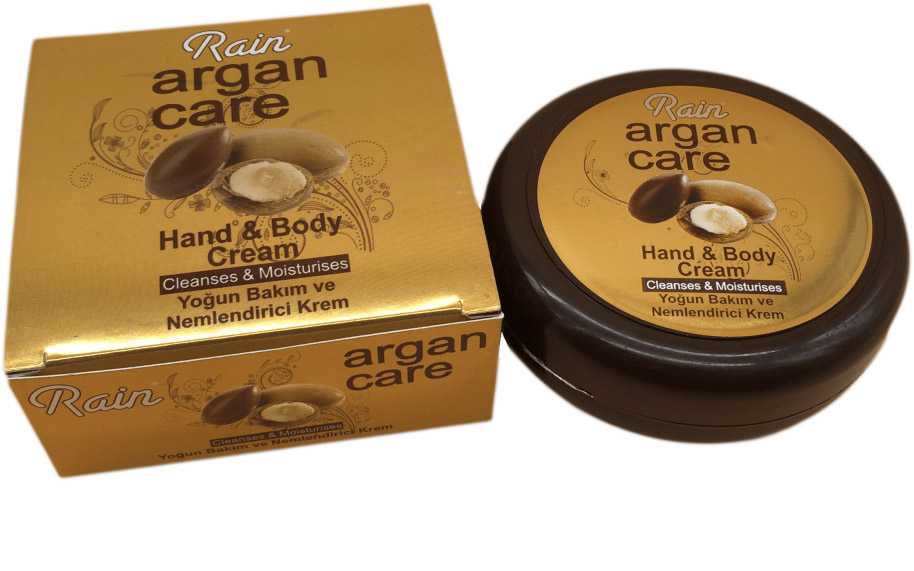 Rain
argan
care
Hand & Body
Cream
Cleanses & Moisturises
Yoğun Bakım ve
Nemlendirici Krem
Rain
argan
care
Cleanses & Moisturises
Yoğun Bakım ve Nemlendirici Krem
Rain
argan
care
Hand & Body
Cream
Cleanses & Moisturises
Yoğun Bakım ve
Nemlendirici Krem